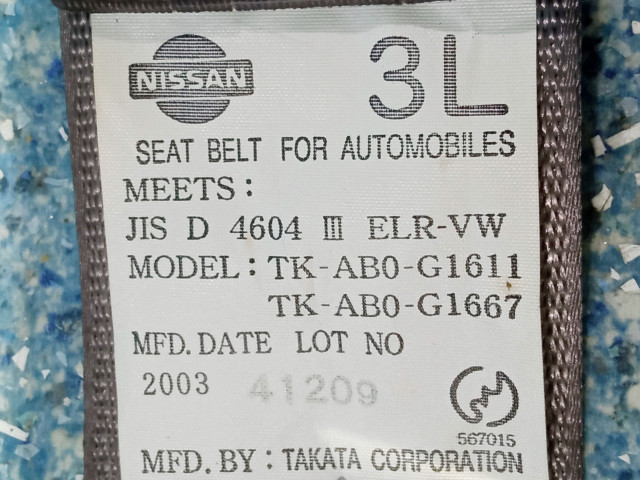 NISSAN 3L
SEAT BELT FOR AUTOMOBILES
MEETS:
JIS D 4604 Ⅲ ELR-VW
MODEL: TK-AB0-G1611
TK-AB0-G1667
MFD.DATE LOT NO
2003 41209
567015
MFD.BY: TAKATA CORPORATION